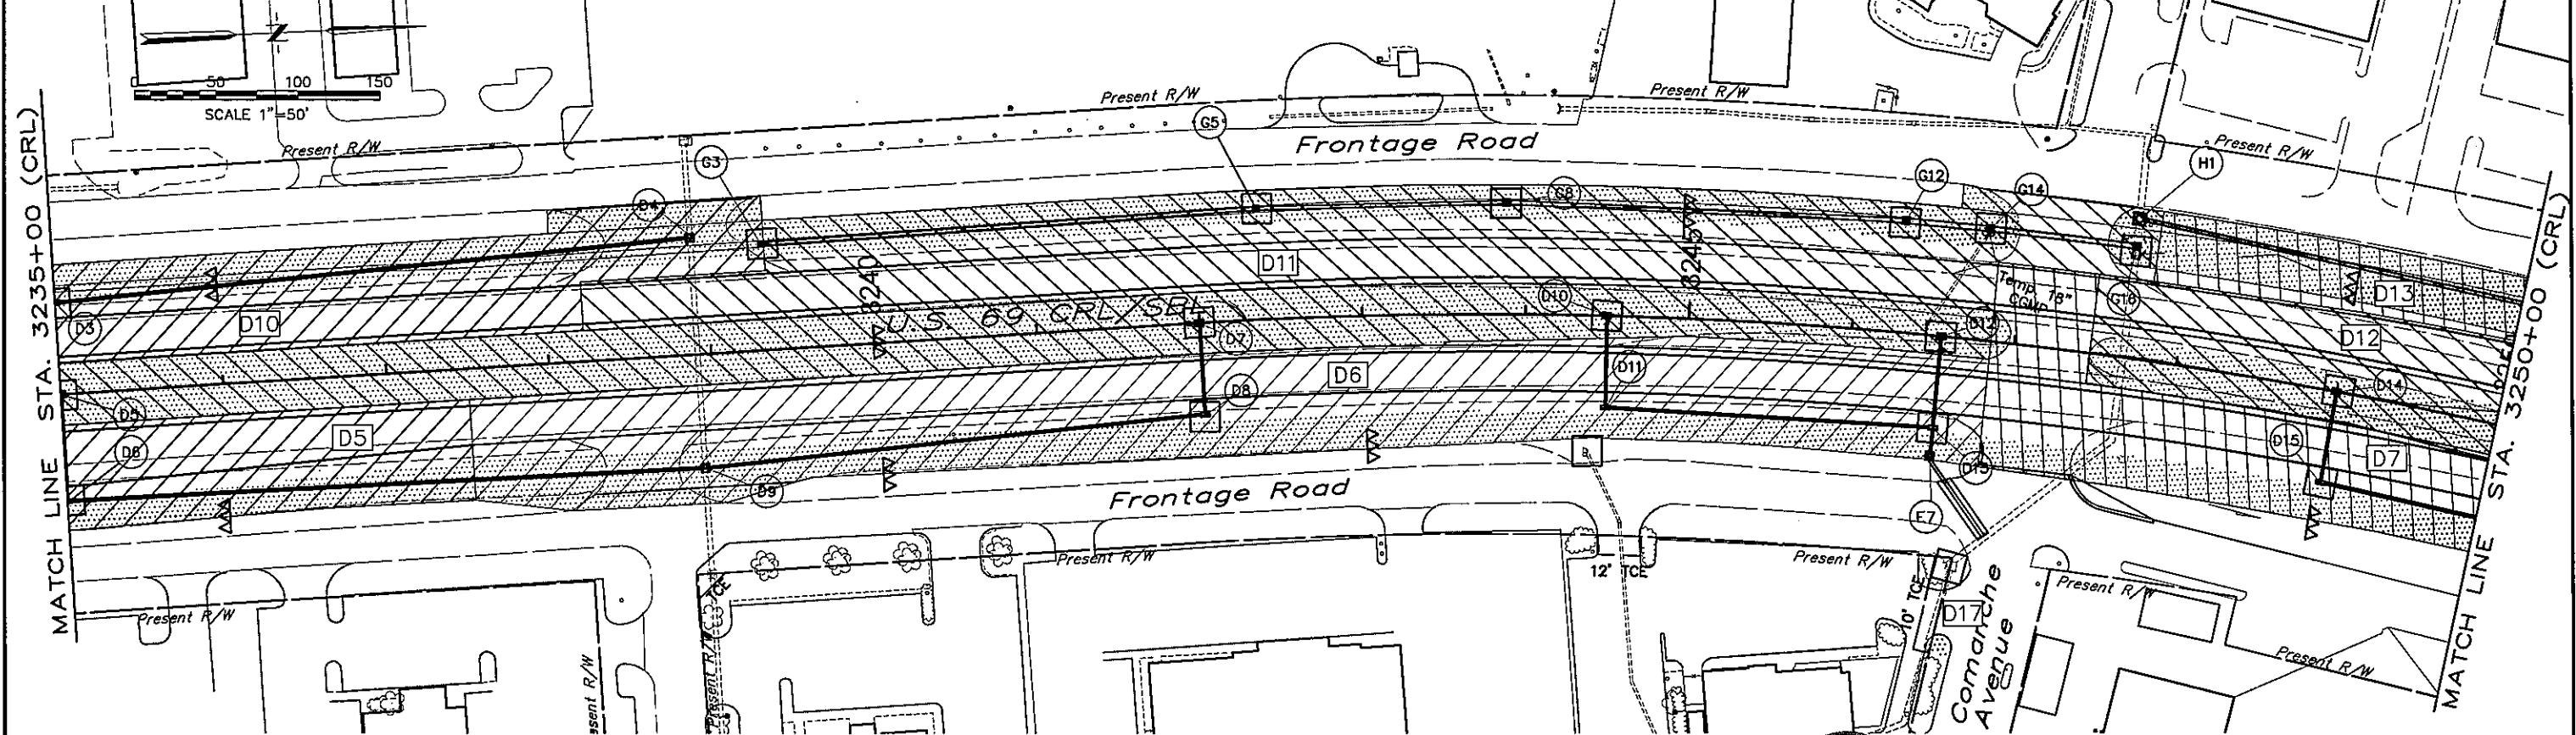 0 50 100 150
SCALE 1"=50'
N
MATCH LINE STA. 3235+00 (CRL)
Present R/W
Present R/W
Present R/W
Present R/W
Frontage Road
G3
G5
G8
G12
G14
H1
D4
D3
D10
3240
D11
3245
U.S. 69 CRL/SBL
D7
D10
D12
Temp. 18"
CGMP
G16
D13
D12
D5
D6
D5
D8
D6
D11
D14
D15
D7
D9
D13
E7
Frontage Road
Present R/W
Present R/W
Present R/W
Present R/W
Present R/W
TCE
Present R/W
12' TCE
10' TCE
D17
Comanche
Avenue
Present R/W
MATCH LINE STA. 3250+00 (CRL)